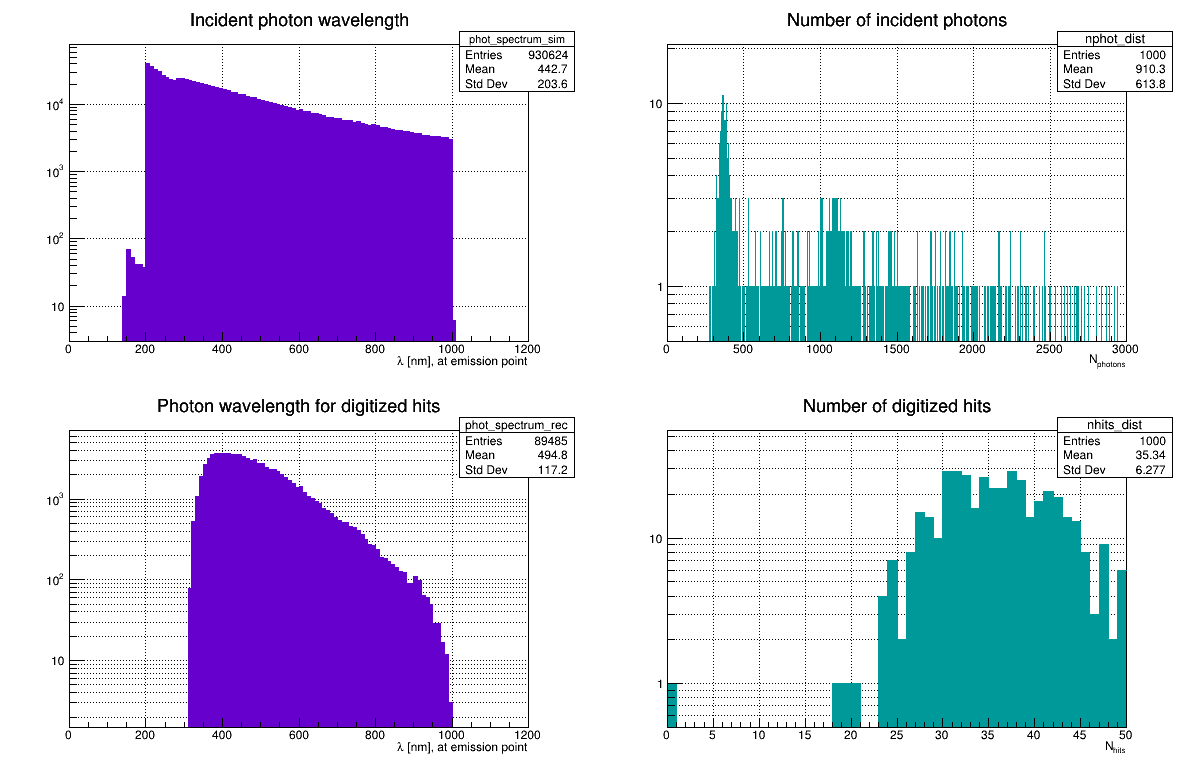 Incident photon wavelength
phot_spectrum_sim
Entries 930624
Mean 442.7
Std Dev 203.6
10^4
10^3
10^2
10
0 200 400 600 800 1000 1200
λ [nm], at emission point
Number of incident photons
nphot_dist
Entries 1000
Mean 910.3
Std Dev 613.8
10
1
0 500 1000 1500 2000 2500 3000
N_photons
Photon wavelength for digitized hits
phot_spectrum_rec
Entries 89485
Mean 494.8
Std Dev 117.2
10^3
10^2
10
0 200 400 600 800 1000 1200
λ [nm], at emission point
Number of digitized hits
nhits_dist
Entries 1000
Mean 35.34
Std Dev 6.277
10
1
0 5 10 15 20 25 30 35 40 45 50
N_hits